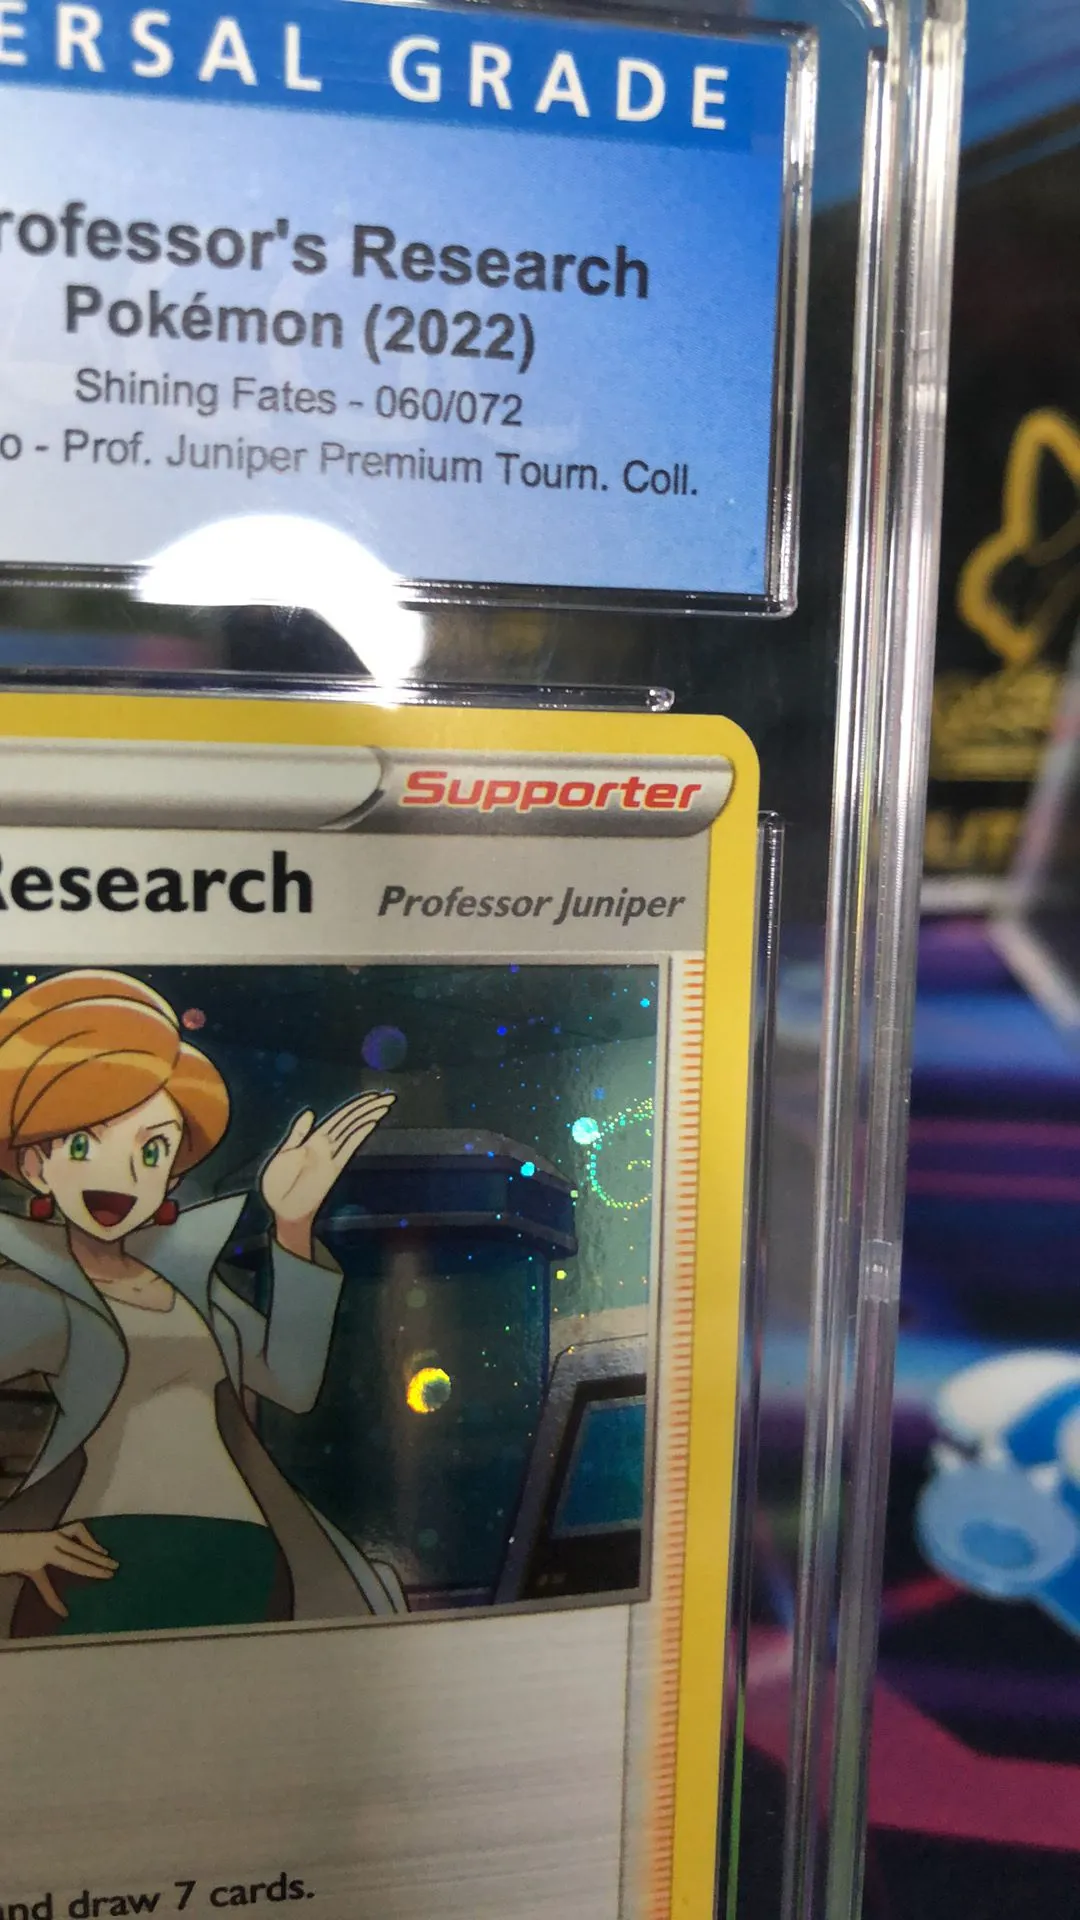 ERSAL GRADE
rofessor's Research
Pokémon (2022)
Shining Fates - 060/072
o - Prof. Juniper Premium Tourn. Coll.
Supporter
Research Professor Juniper
nd draw 7 cards.